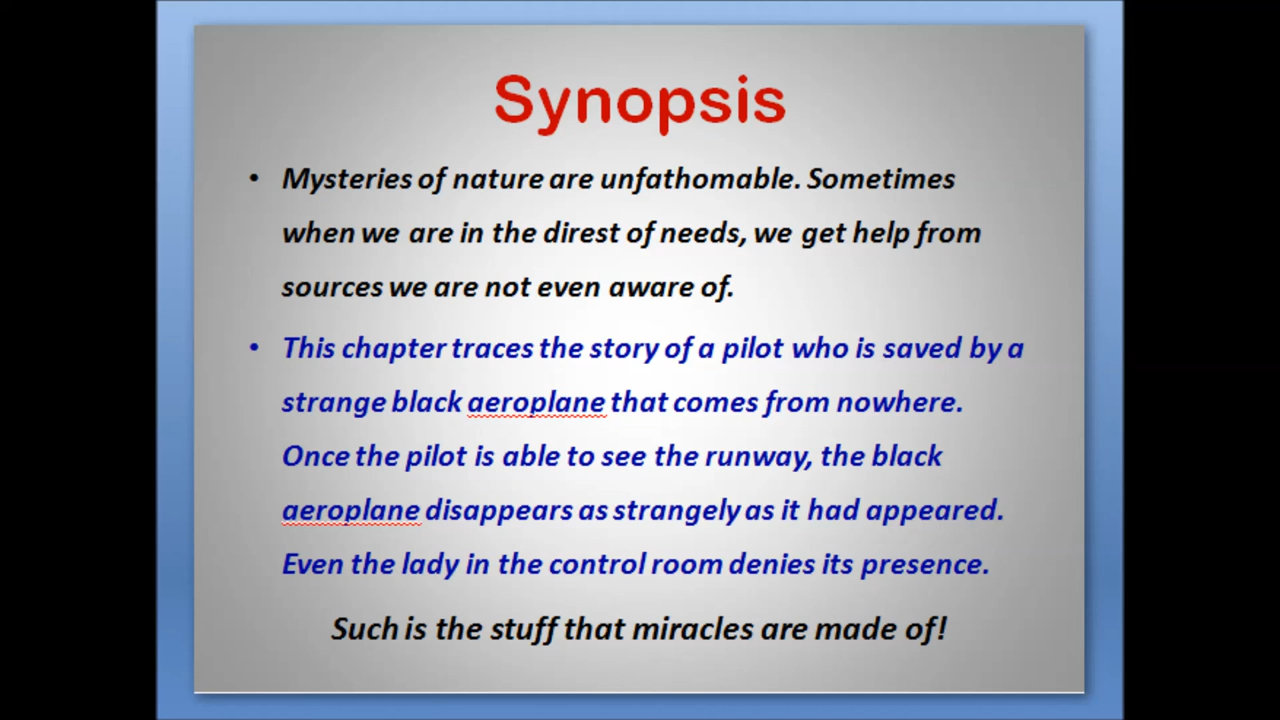 Synopsis
• Mysteries of nature are unfathomable. Sometimes
when we are in the direst of needs, we get help from
sources we are not even aware of.
• This chapter traces the story of a pilot who is saved by a
strange black aeroplane that comes from nowhere.
Once the pilot is able to see the runway, the black
aeroplane disappears as strangely as it had appeared.
Even the lady in the control room denies its presence.
Such is the stuff that miracles are made of!